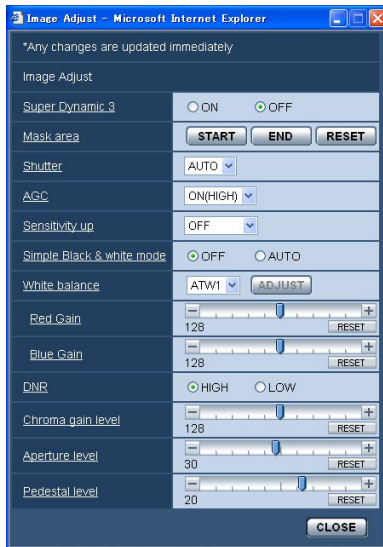 Image Adjust - Microsoft Internet Explorer
*Any changes are updated immediately
Image Adjust
Super Dynamic 3 ON OFF
Mask area START END RESET
Shutter AUTO
AGC ON(HIGH)
Sensitivity up OFF
Simple Black & white mode OFF AUTO
White balance ATW1 ADJUST
Red Gain - +
128 RESET
Blue Gain - +
128 RESET
DNR HIGH LOW
Chroma gain level - +
128 RESET
Aperture level - +
30 RESET
Pedestal level - +
20 RESET
CLOSE